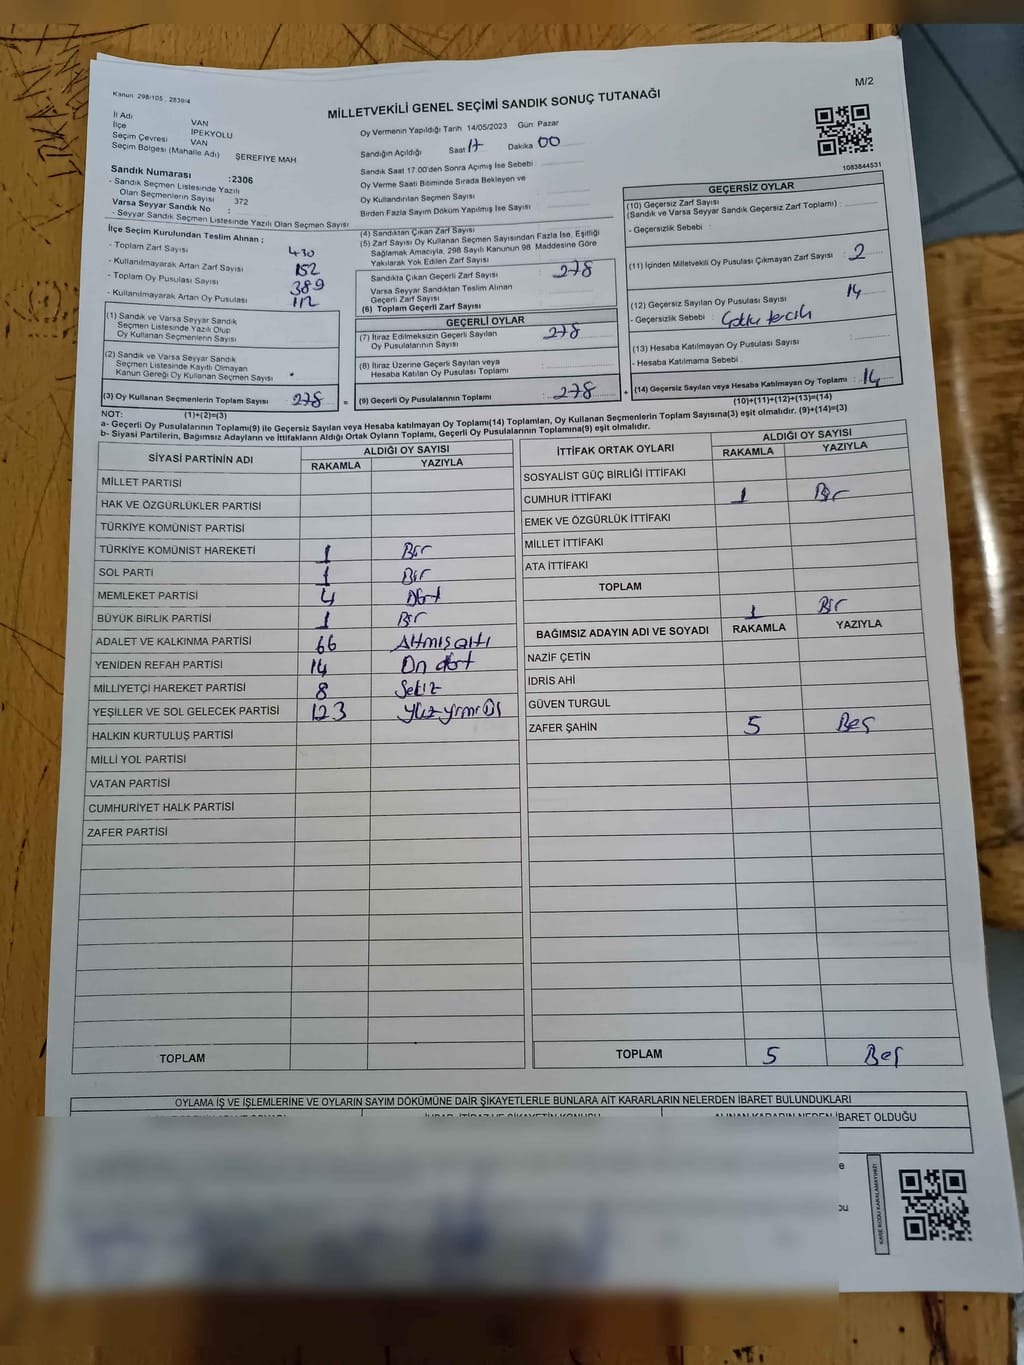 Kanun 298/105 , 2839/4
M/2
MİLLETVEKİLİ GENEL SEÇİMİ SANDIK SONUÇ TUTANAĞI
İl Adı VAN
İlçe İPEKYOLU
Seçim Çevresi VAN
Seçim Bölgesi (Mahalle Adı) ŞEREFİYE MAH
Sandık Numarası :2306
- Sandık Seçmen Listesinde Yazılı
Olan Seçmenlerin Sayısı 372
Varsa Seyyar Sandık No :
- Seyyar Sandık Seçmen Listesinde Yazılı Olan Seçmen Sayısı
Oy Vermenin Yapıldığı Tarih 14/05/2023 Gün: Pazar
Sandığın Açıldığı Saat 17 Dakika 00
Sandık Saat 17:00'den Sonra Açılmış İse Sebebi
Oy Verme Saati Bitiminde Sırada Bekleyen ve
Oy Kullandırılan Seçmen Sayısı
Birden Fazla Sayım Döküm Yapılmış İse Sayısı
1083844531
İlçe Seçim Kurulundan Teslim Alınan ;
- Toplam Zarf Sayısı 430
- Kullanılmayarak Artan Zarf Sayısı 152
- Toplam Oy Pusulası Sayısı 389
- Kullanılmayarak Artan Oy Pusulası 112
(1) Sandık ve Varsa Seyyar Sandık
Seçmen Listesinde Yazılı Olup
Oy Kullanan Seçmenlerin Sayısı
(2) Sandık ve Varsa Seyyar Sandık
Seçmen Listesinde Kayıtlı Olmayan
Kanun Gereği Oy Kullanan Seçmen Sayısı
(3) Oy Kullanan Seçmenlerin Toplam Sayısı 278 =
(4) Sandıktan Çıkan Zarf Sayısı
(5) Zarf Sayısı Oy Kullanan Seçmen Sayısından Fazla İse, Eşitliği
Sağlamak Amacıyla, 298 Sayılı Kanunun 98 Maddesine Göre
Yakılarak Yok Edilen Zarf Sayısı
Sandıkta Çıkan Geçerli Zarf Sayısı 278
Varsa Seyyar Sandıktan Teslim Alınan
Geçerli Zarf Sayısı
(6) Toplam Geçerli Zarf Sayısı
GEÇERLİ OYLAR
(7) İtiraz Edilmeksizin Geçerli Sayılan
Oy Pusulalarının Sayısı 278
(8) İtiraz Üzerine Geçerli Sayılan veya
Hesaba Katılan Oy Pusulası Toplamı
(9) Geçerli Oy Pusulalarının Toplamı 278 +
GEÇERSİZ OYLAR
(10) Geçersiz Zarf Sayısı
(Sandık ve Varsa Seyyar Sandık Geçersiz Zarf Toplamı) :
- Geçersizlik Sebebi :
(11) İçinden Milletvekili Oy Pusulası Çıkmayan Zarf Sayısı 2
(12) Geçersiz Sayılan Oy Pusulası Sayısı 14
- Geçersizlik Sebebi : Çoklu tercih
(13) Hesaba Katılmayan Oy Pusulası Sayısı :
- Hesaba Katılmama Sebebi
(14) Geçersiz Sayılan veya Hesaba Katılmayan Oy Toplamı : 14
NOT: (1)+(2)=(3)
(10)+(11)+(12)+(13)=(14)
a- Geçerli Oy Pusulalarının Toplamı(9) ile Geçersiz Sayılan veya Hesaba katılmayan Oy Toplamı(14) Toplamları, Oy Kullanan Seçmenlerin Toplam Sayısına(3) eşit olmalıdır. (9)+(14)=(3)
b- Siyasi Partilerin, Bağımsız Adayların ve İttifakların Aldığı Ortak Oyların Toplamı, Geçerli Oy Pusulalarının Toplamına(9) eşit olmalıdır.
SİYASİ PARTİNİN ADI ALDIĞI OY SAYISI
RAKAMLA YAZIYLA
MİLLET PARTİSİ
HAK VE ÖZGÜRLÜKLER PARTİSİ
TÜRKİYE KOMÜNİST PARTİSİ
TÜRKİYE KOMÜNİST HAREKETİ 1 Bir
SOL PARTİ 1 Bir
MEMLEKET PARTİSİ 4 Dört
BÜYÜK BİRLİK PARTİSİ 1 Bir
ADALET VE KALKINMA PARTİSİ 66 Altmış altı
YENİDEN REFAH PARTİSİ 14 On dört
MİLLİYETÇİ HAREKET PARTİSİ 8 Sekiz
YEŞİLLER VE SOL GELECEK PARTİSİ 123 Yüz yirmi üç
HALKIN KURTULUŞ PARTİSİ
MİLLİ YOL PARTİSİ
VATAN PARTİSİ
CUMHURİYET HALK PARTİSİ
ZAFER PARTİSİ
TOPLAM
İTTİFAK ORTAK OYLARI ALDIĞI OY SAYISI
RAKAMLA YAZIYLA
SOSYALİST GÜÇ BİRLİĞİ İTTİFAKI
CUMHUR İTTİFAKI 1 Bir
EMEK VE ÖZGÜRLÜK İTTİFAKI
MİLLET İTTİFAKI
ATA İTTİFAKI
TOPLAM 1 Bir
BAĞIMSIZ ADAYIN ADI VE SOYADI RAKAMLA YAZIYLA
NAZİF ÇETİN
İDRİS AHİ
GÜVEN TURGUL
ZAFER ŞAHİN 5 Beş
TOPLAM 5 Beş
OYLAMA İŞ VE İŞLEMLERİNE VE OYLARIN SAYIM DÖKÜMÜNE DAİR ŞİKAYETLERLE BUNLARA AİT KARARLARIN NELERDEN İBARET BULUNDUKLARI
ALINAN KARARIN NEDEN İBARET OLDUĞU
KARE KODU KARALAMAYINIZ!